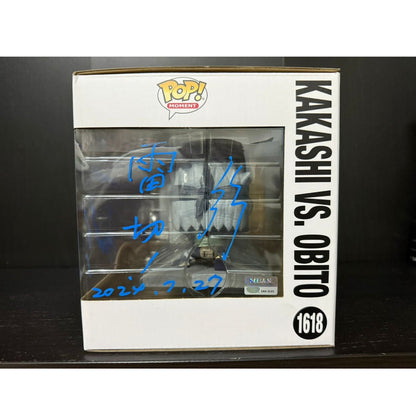 POP!
MOMENT
雷
切
2024.7.27
KAKASHI VS. OBITO
1618